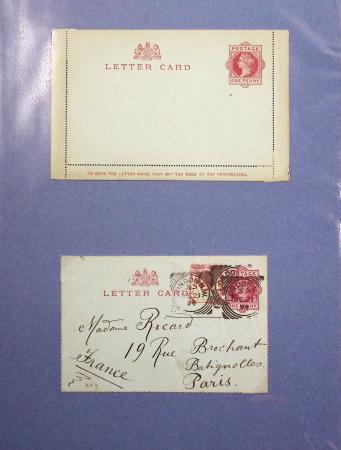 LETTER CARD
POSTAGE
ONE PENNY
TO OPEN THE LETTER CARD, TEAR OFF THE EDGE AT THE PERFORATION.
LETTER CARD
LONDON
Madame Ricard
19 Rue Brochant
Batignolles
Paris.
France